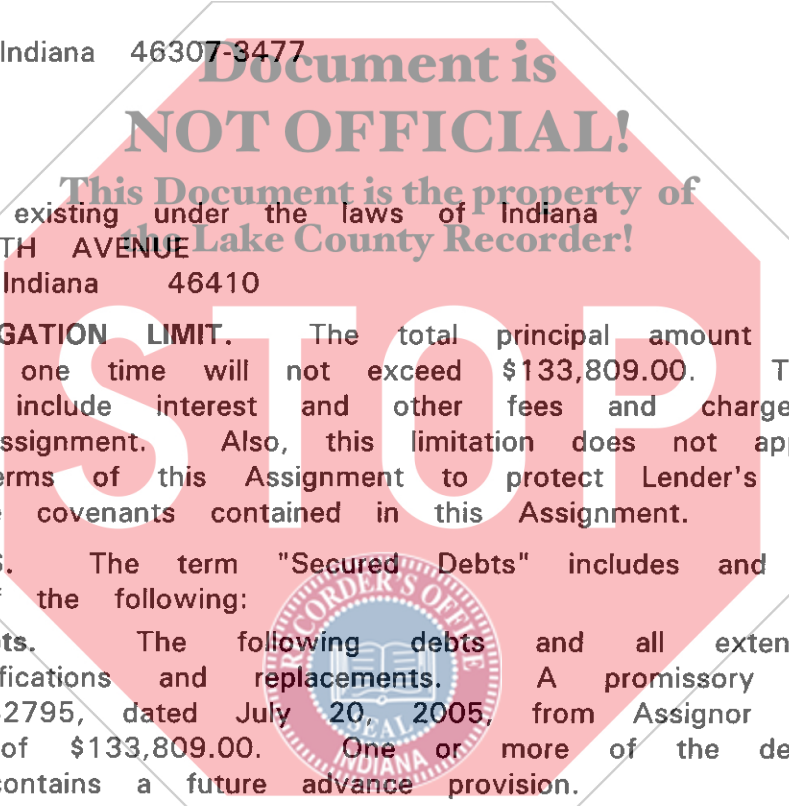 Indiana 46307-3477
Document is
NOT OFFICIAL!
This Document is the property of
the Lake County Recorder!
existing under the laws of Indiana
TH AVENUE
Indiana 46410
GATION LIMIT. The total principal amount
one time will not exceed $133,809.00. T
include interest and other fees and charge
ssignment. Also, this limitation does not app
erms of this Assignment to protect Lender's
covenants contained in this Assignment.
STOP
S. The term "Secured Debts" includes and
the following:
ts. The following debts and all exten
fications and replacements. A promissory
2795, dated July 20, 2005, from Assignor
of $133,809.00. One or more of the de
contains a future advance provision.
RECORDER'S OFFICE
SEAL
INDIANA